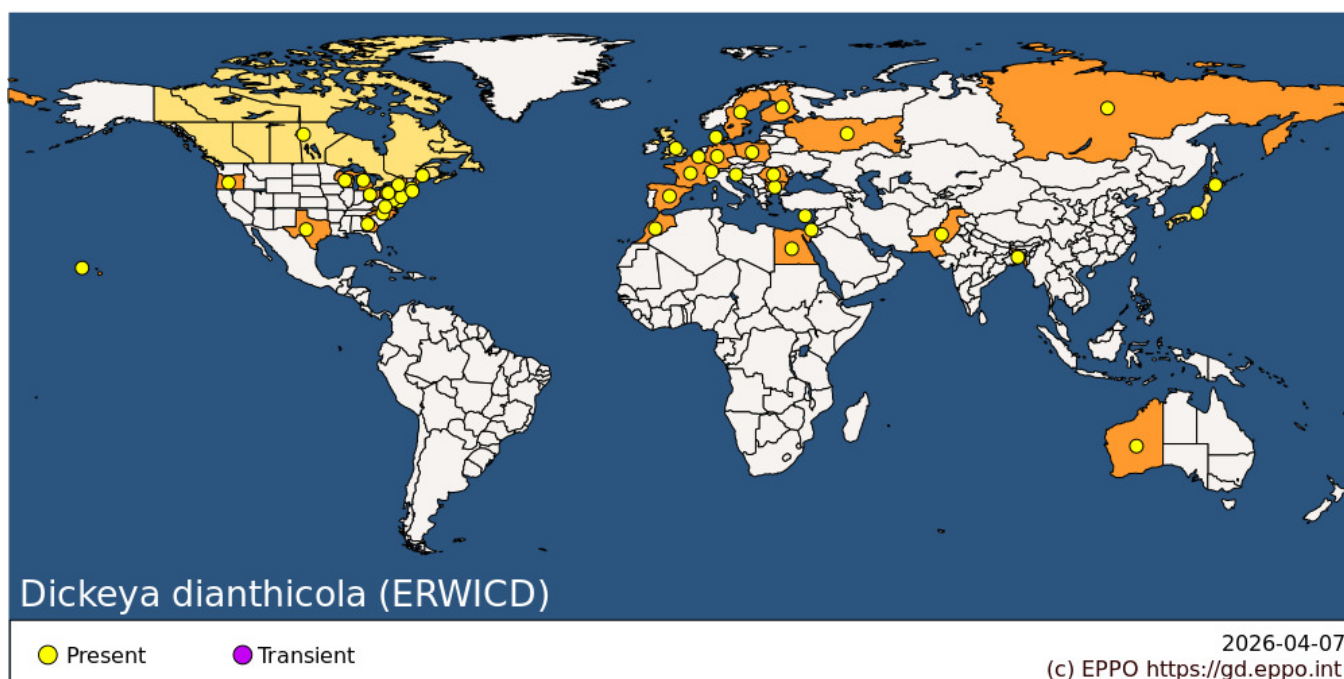 Dickeya dianthicola (ERWICD)
Present
Transient
2026-04-07
(c) EPPO https://gd.eppo.int